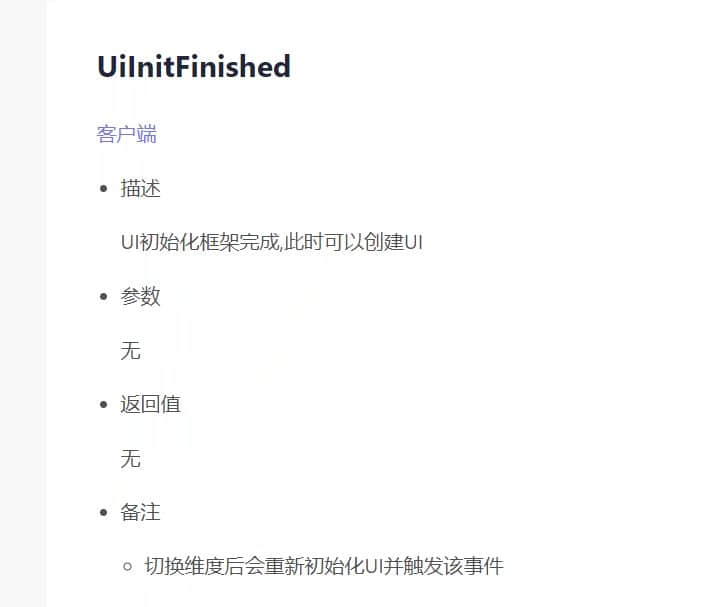 UiInitFinished
客户端
描述
UI初始化框架完成,此时可以创建UI
参数
无
返回值
无
备注
切换维度后会重新初始化UI并触发该事件